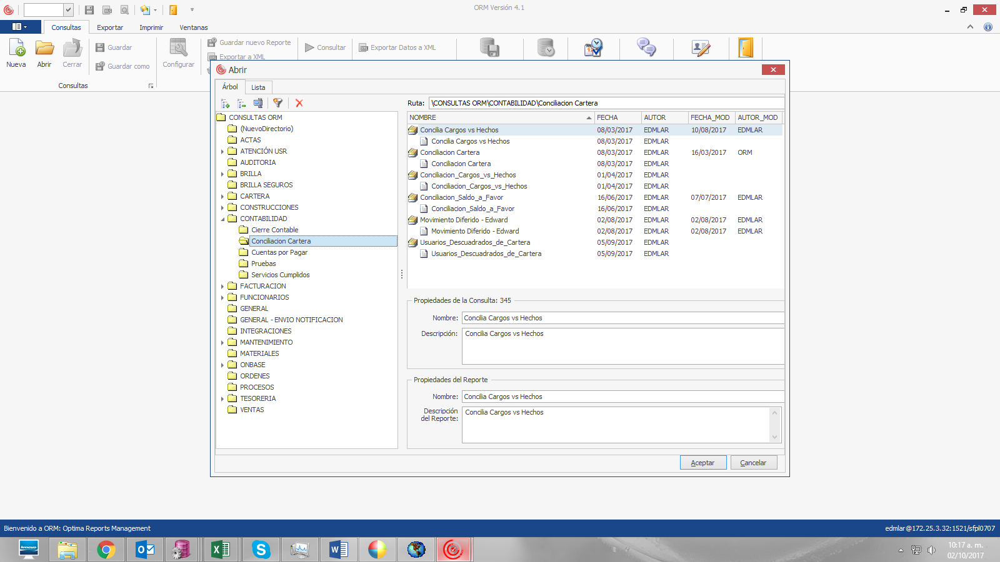 ORM Versión 4.1
Consultas Exportar Imprimir Ventanas
Nueva Abrir Cerrar
Guardar
Guardar como
Configurar
Guardar nuevo Reporte
Exportar a XML
Consultar
Exportar Datos a XML
Consultas
Abrir
Árbol Lista
Ruta: \CONSULTAS ORM\CONTABILIDAD\Conciliacion Cartera
CONSULTAS ORM
(NuevoDirectorio)
ACTAS
ATENCIÓN USR
AUDITORIA
BRILLA
BRILLA SEGUROS
CARTERA
CONSTRUCCIONES
CONTABILIDAD
Cierre Contable
Conciliacion Cartera
Cuentas por Pagar
Pruebas
Servicios Cumplidos
FACTURACION
FUNCIONARIOS
GENERAL
GENERAL - ENVIO NOTIFICACION
INTEGRACIONES
MANTENIMIENTO
MATERIALES
ONBASE
ORDENES
PROCESOS
TESORERIA
VENTAS
NOMBRE FECHA AUTOR FECHA_MOD AUTOR_MOD
Concilia Cargos vs Hechos 08/03/2017 EDMLAR 10/08/2017 EDMLAR
Concilia Cargos vs Hechos 08/03/2017 EDMLAR
Conciliacion Cartera 08/03/2017 EDMLAR 16/03/2017 ORM
Conciliacion Cartera 08/03/2017 EDMLAR
Conciliacion_Cargos_vs_Hechos 01/04/2017 EDMLAR
Conciliacion_Cargos_vs_Hechos 01/04/2017 EDMLAR
Conciliacion_Saldo_a_Favor 16/06/2017 EDMLAR 07/07/2017 EDMLAR
Conciliacion_Saldo_a_Favor 16/06/2017 EDMLAR
Movimiento Diferido - Edward 02/08/2017 EDMLAR 02/08/2017 EDMLAR
Movimiento Diferido - Edward 02/08/2017 EDMLAR 02/08/2017 EDMLAR
Usuarios_Descuadrados_de_Cartera 05/09/2017 EDMLAR
Usuarios_Descuadrados_de_Cartera 05/09/2017 EDMLAR
Propiedades de la Consulta: 345
Nombre: Concilia Cargos vs Hechos
Descripción: Concilia Cargos vs Hechos
Propiedades del Reporte
Nombre: Concilia Cargos vs Hechos
Descripción del Reporte: Concilia Cargos vs Hechos
Aceptar Cancelar
Bienvenido a ORM: Optima Reports Management
edmlar@172.25.3.32:1521/sfpl0707
lenovo
10:17 a. m.
02/10/2017